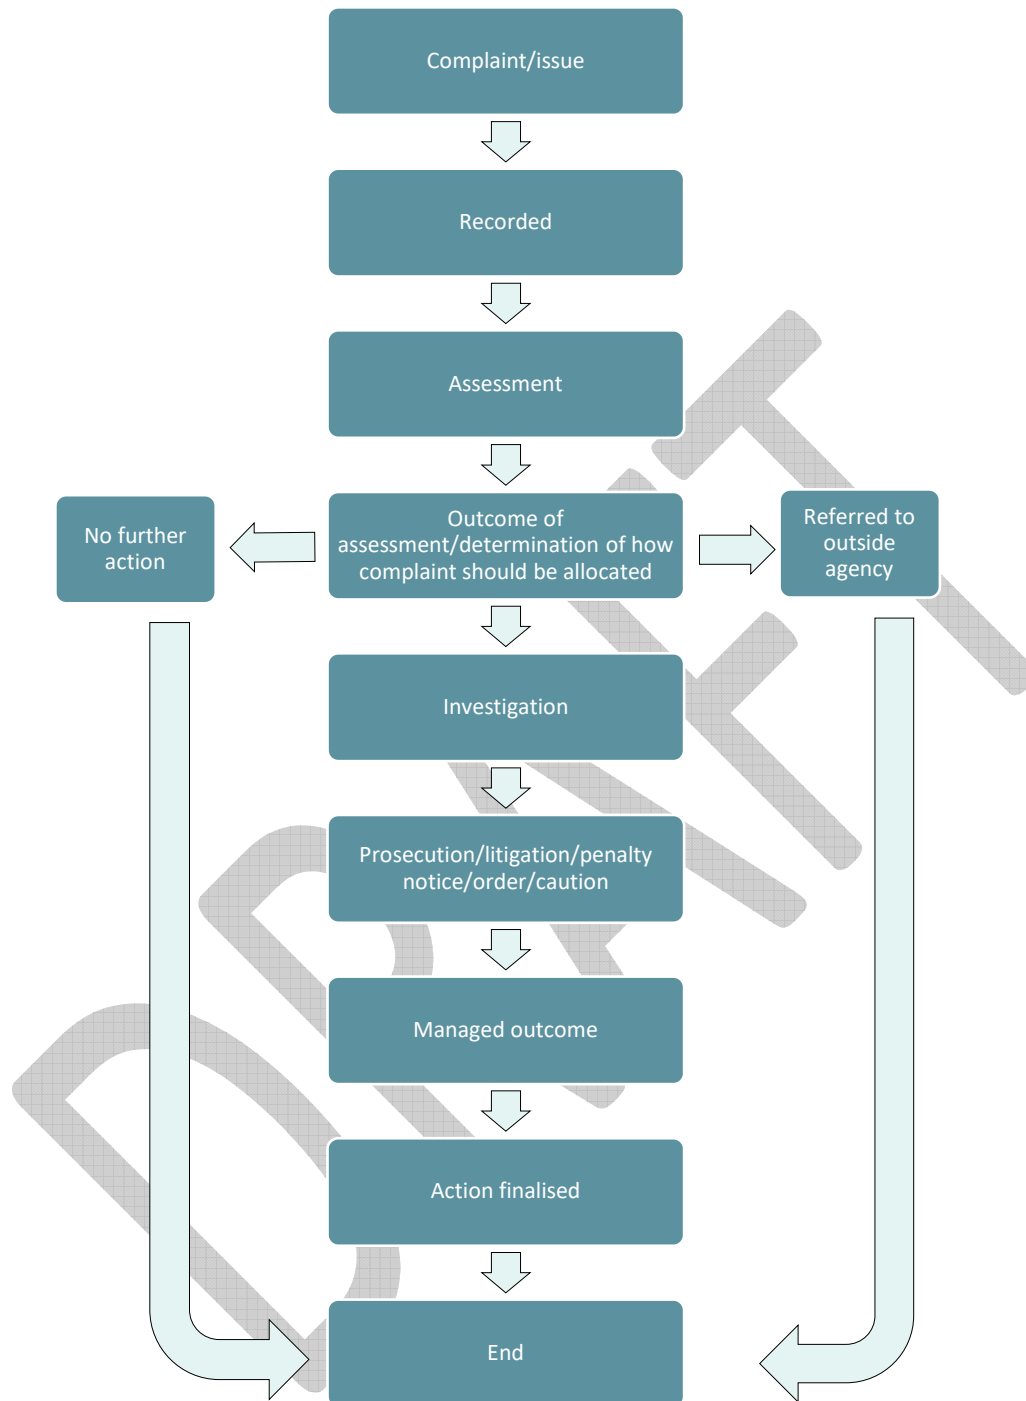 Complaint/issue
Recorded
Assessment
No further
action
Outcome of
assessment/determination of how
complaint should be allocated
Referred to
outside
agency
Investigation
Prosecution/litigation/penalty
notice/order/caution
Managed outcome
Action finalised
End
DRAFT